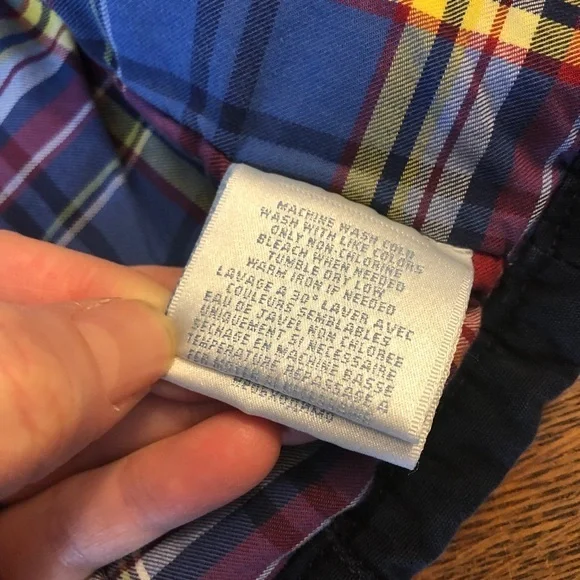 MACHINE WASH COLD
WASH WITH LIKE COLORS
ONLY NON-CHLORINE
BLEACH WHEN NEEDED
TUMBLE DRY LOW
WARM IRON IF NEEDED
LAVAGE A 30° LAVER AVEC
COULEURS SEMBLABLES
EAU DE JAVEL NON CHLOREE
UNIQUEMENT SI NECESSAIRE
SECHAGE EN MACHINE BASSE
TEMPERATURE REPASSAGE A